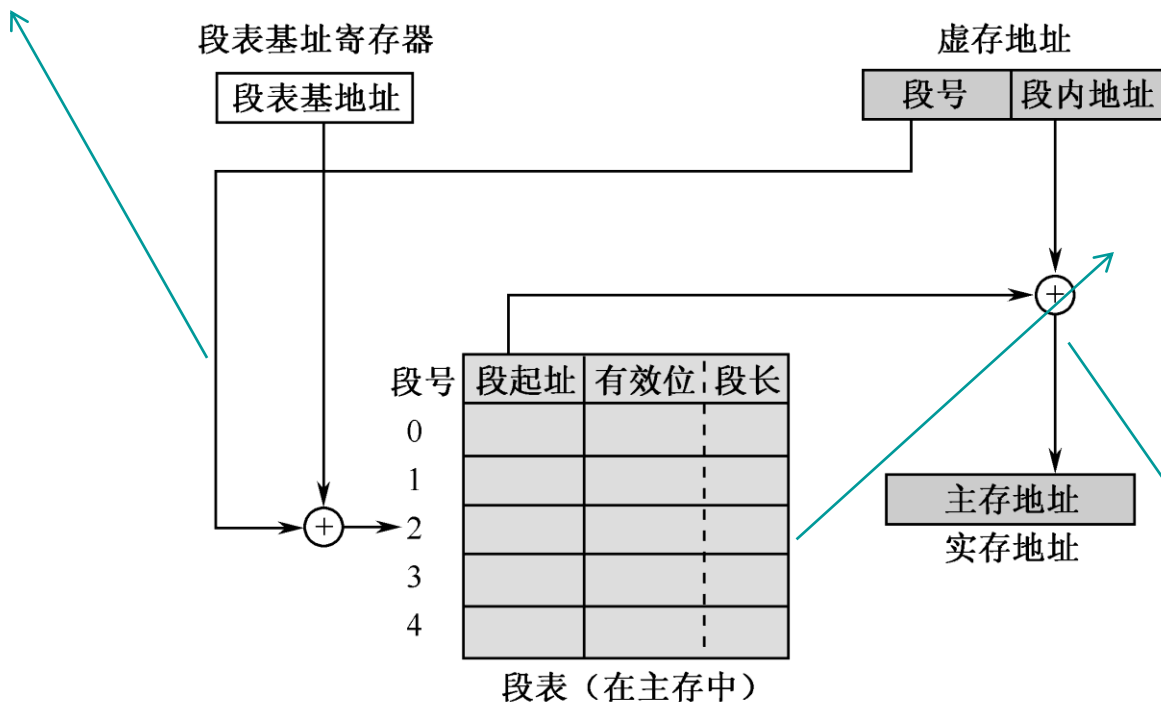 段表基址寄存器
虚存地址
段表基地址
段号 段内地址
段号 段起址 有效位 段长
0
1
2
3
4
+
+
主存地址
实存地址
段表（在主存中）